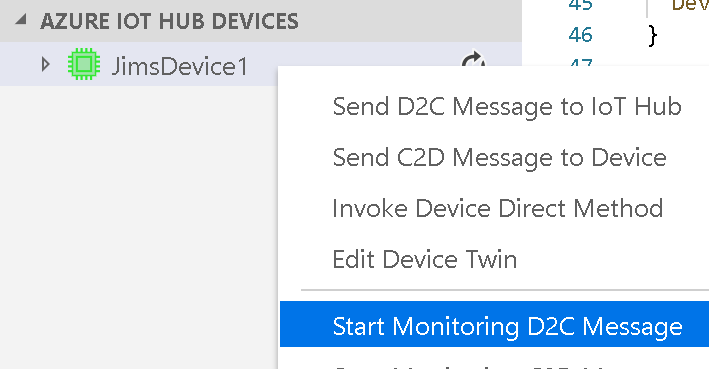 AZURE IOT HUB DEVICES
JimsDevice1
45 Dev
46 }
47
Send D2C Message to IoT Hub
Send C2D Message to Device
Invoke Device Direct Method
Edit Device Twin
Start Monitoring D2C Message